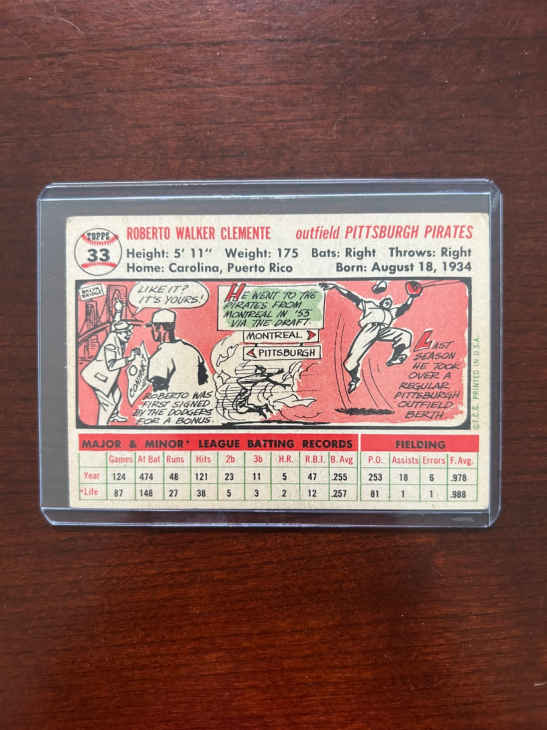 TOPPS
33
ROBERTO WALKER CLEMENTE outfield PITTSBURGH PIRATES
Height: 5' 11" Weight: 175 Bats: Right Throws: Right
Home: Carolina, Puerto Rico Born: August 18, 1934
LIKE IT?
IT'S YOURS!
ROBERTO WAS
FIRST SIGNED
BY THE DODGERS
FOR A BONUS.
HE WENT TO THE
PIRATES FROM
MONTREAL IN '53
VIA THE DRAFT.
MONTREAL
PITTSBURGH
LAST
SEASON
HE TOOK
OVER A
REGULAR
PITTSBURGH
OUTFIELD
BERTH.
© T.C.G. PRINTED IN U.S.A.
MAJOR & MINOR* LEAGUE BATTING RECORDS FIELDING
Games At Bat Runs Hits 2b 3b H.R. R.B.I. B. Avg P.O. Assists Errors F. Avg.
Year 124 474 48 121 23 11 5 47 .255 253 18 6 .978
*Life 87 148 27 38 5 3 2 12 .257 81 1 1 .988